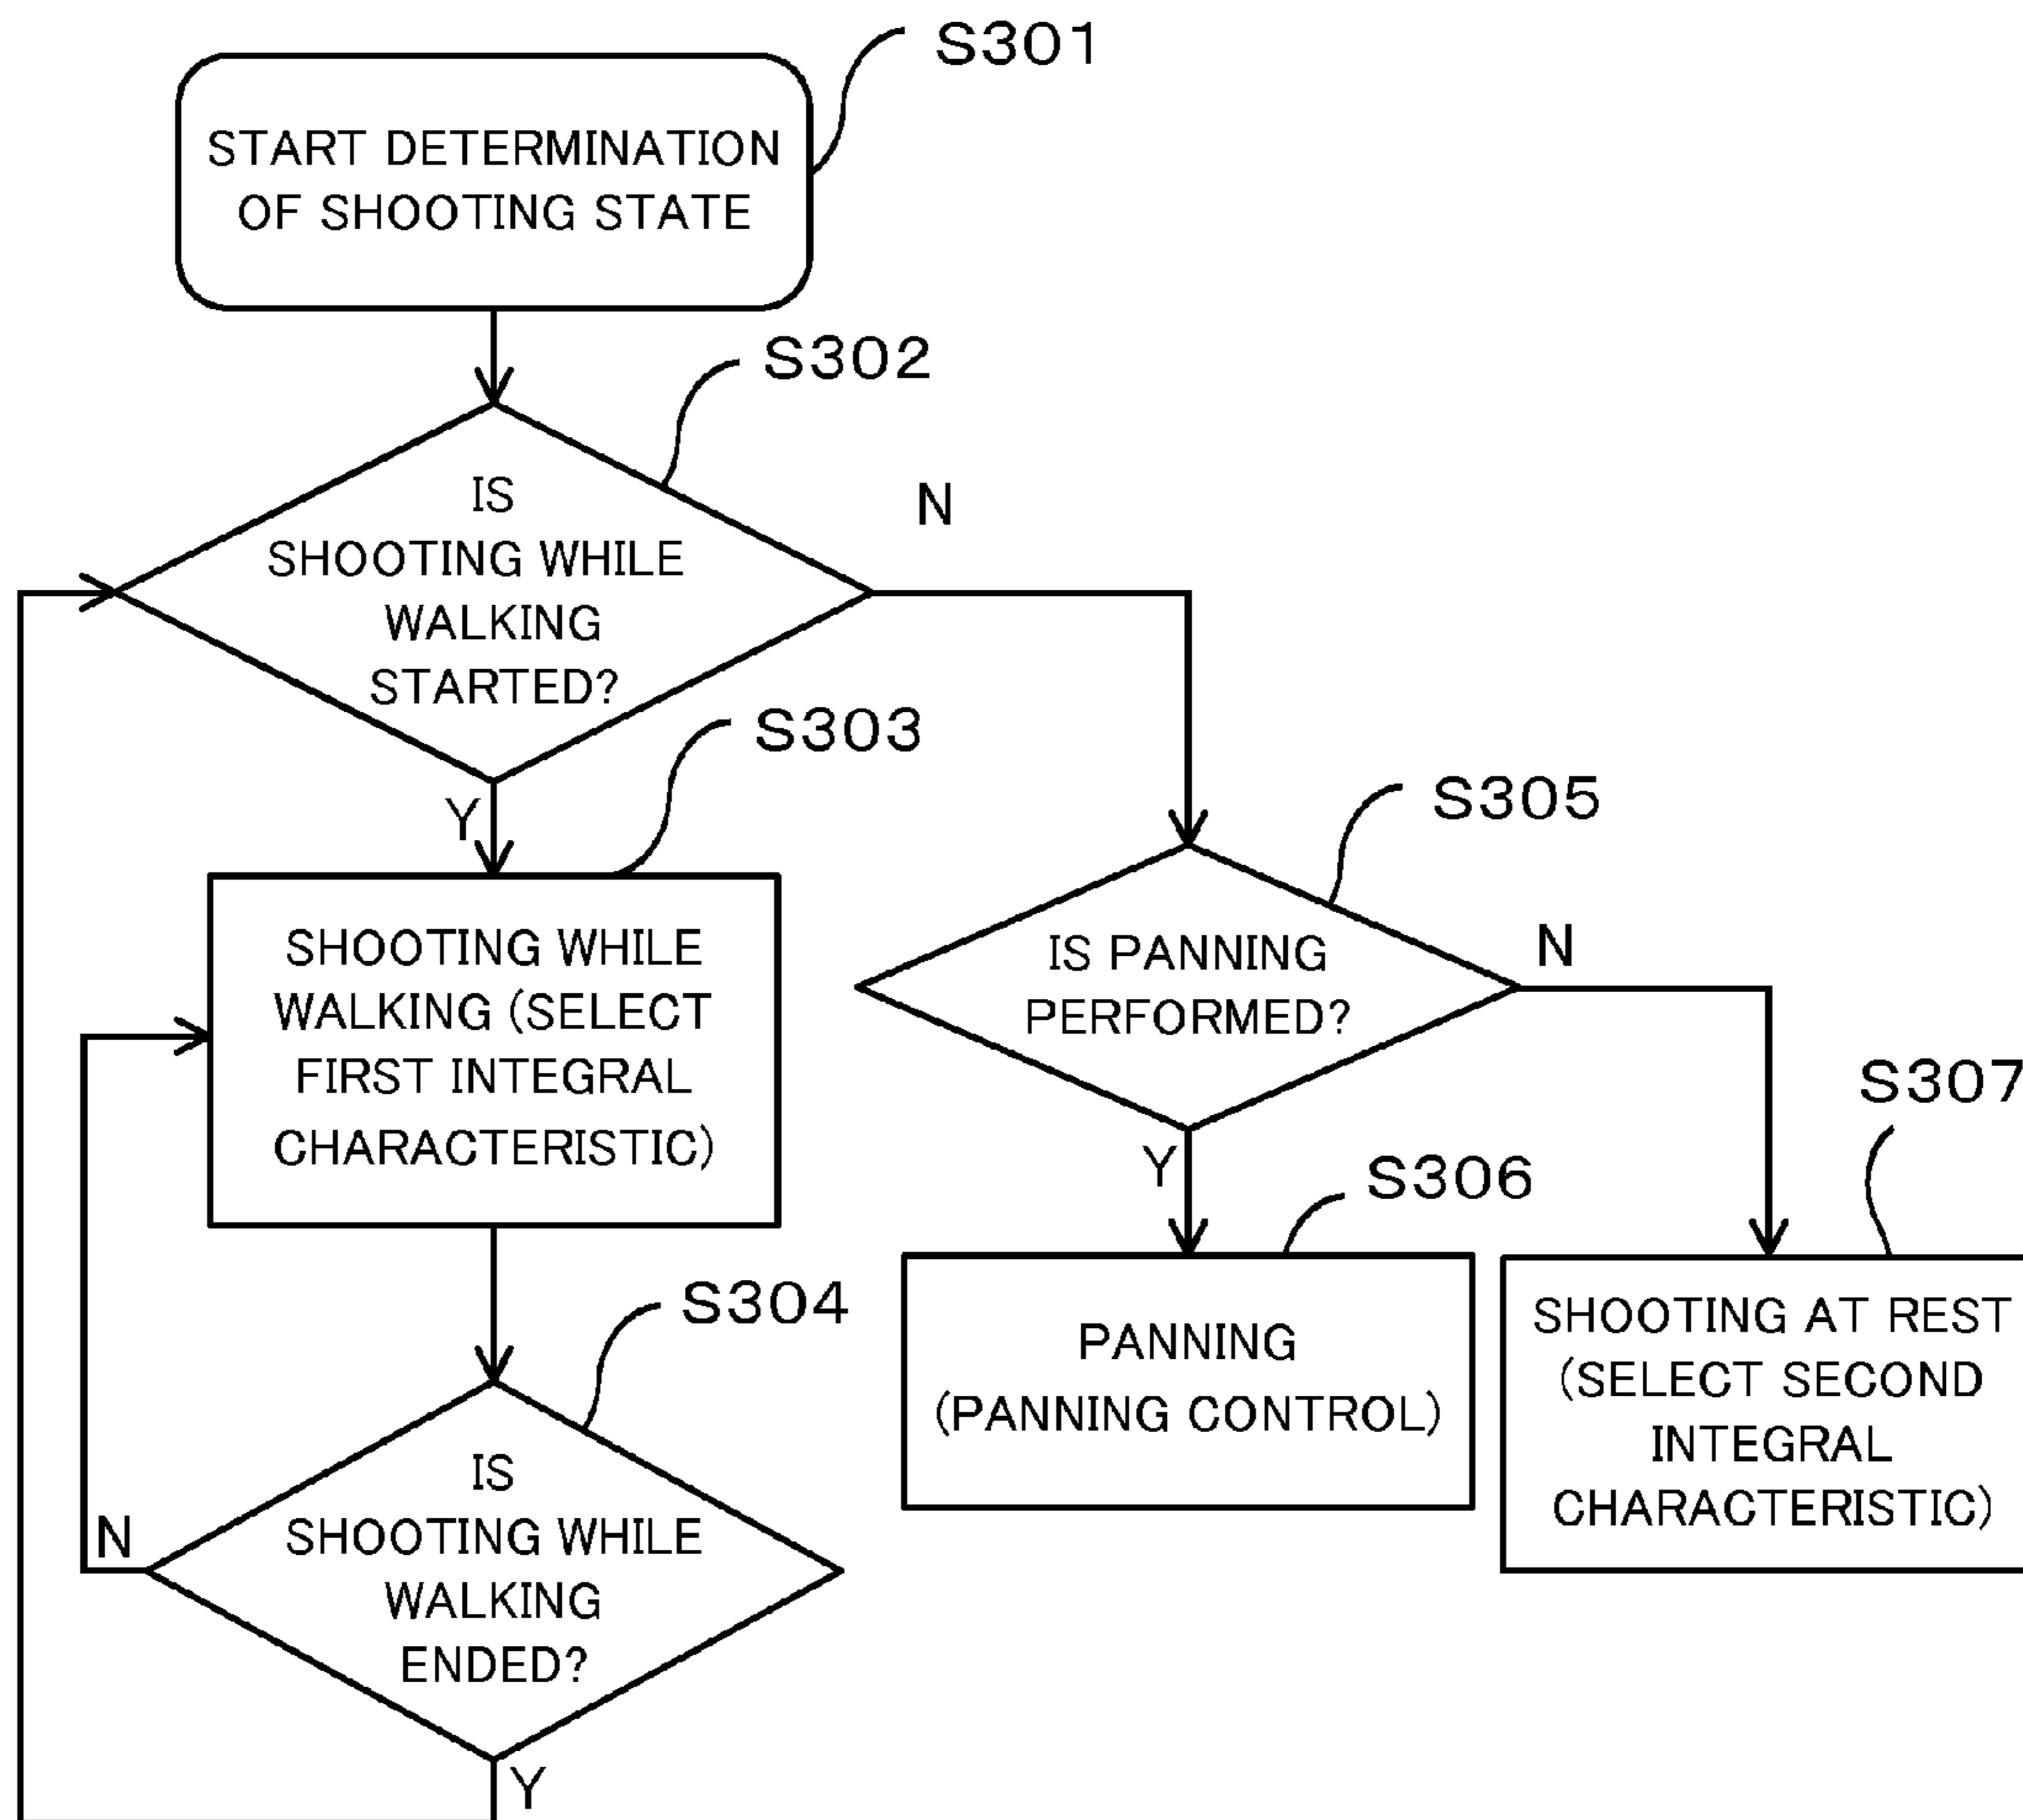 S301
START DETERMINATION
OF SHOOTING STATE
S302
IS
SHOOTING WHILE
WALKING
STARTED?
N
Y
S303
SHOOTING WHILE
WALKING (SELECT
FIRST INTEGRAL
CHARACTERISTIC)
S304
IS
SHOOTING WHILE
WALKING
ENDED?
N
Y
S305
IS PANNING
PERFORMED?
N
Y
S306
PANNING
(PANNING CONTROL)
S307
SHOOTING AT REST
(SELECT SECOND
INTEGRAL
CHARACTERISTIC)